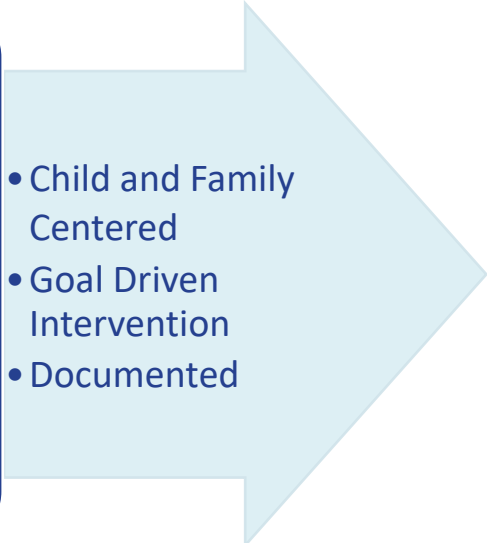 • Child and Family
Centered
• Goal Driven
Intervention
• Documented